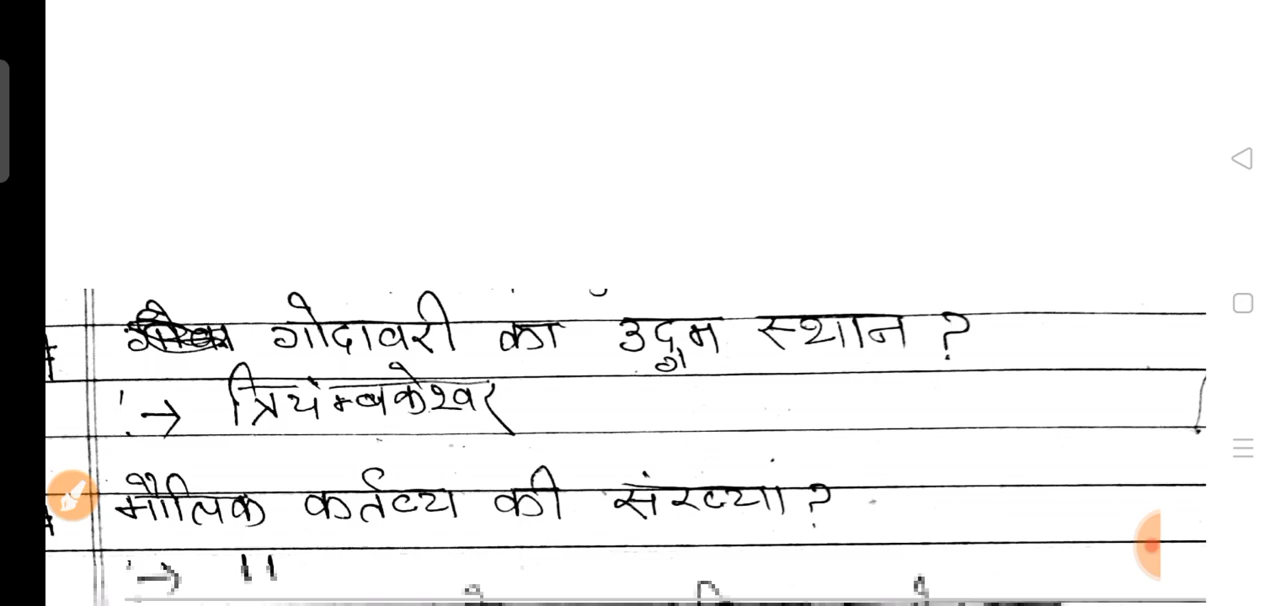 गोदावरी का उद्गम स्थान ?
→ त्रियंम्बकेश्वर
मौलिक कर्तव्य की संख्या ?
→ 11